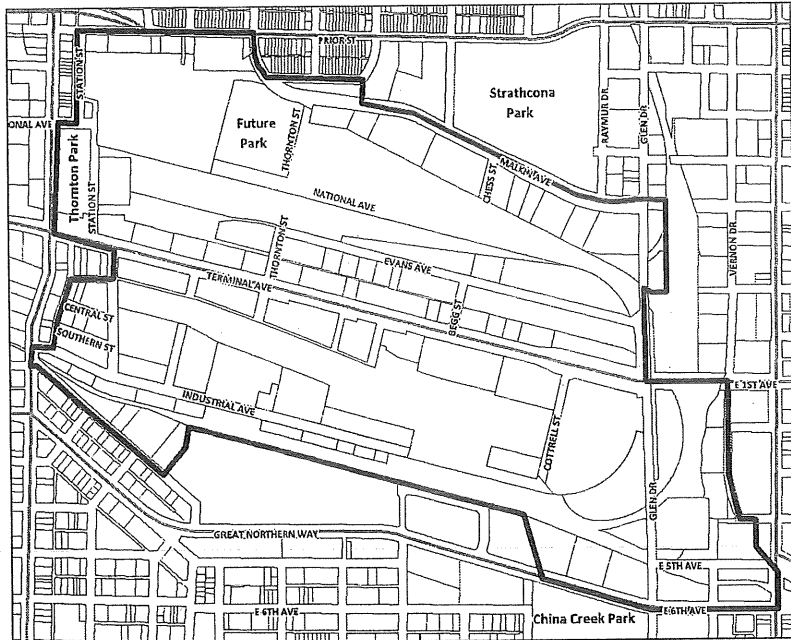 PRIOR ST
STATION ST
Strathcona
Park
Future
Park
THORNTON ST
RAYMUR DR
GLEN DR
ONAL AVE
Thornton Park
STATION ST
MALKIN AVE
CHESS ST
NATIONAL AVE
THORNTON ST
VERNON DR
EVANS AVE
TERMINAL AVE
BEGG ST
CENTRAL ST
SOUTHERN ST
E 1ST AVE
INDUSTRIAL AVE
COTTRELL ST
GLEN DR
GREAT NORTHERN WAY
E 5TH AVE
E 6TH AVE
China Creek Park
E 6TH AVE